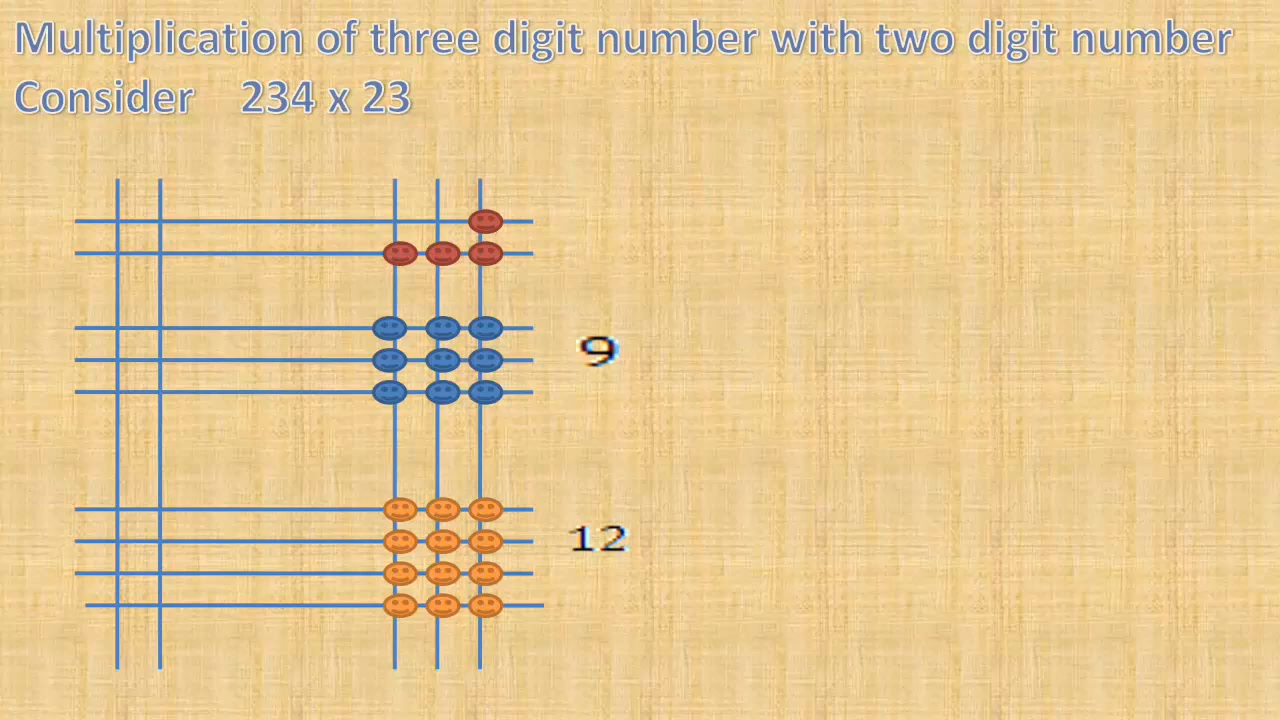 Multiplication of three digit number with two digit number
Consider 234 x 23
9
12